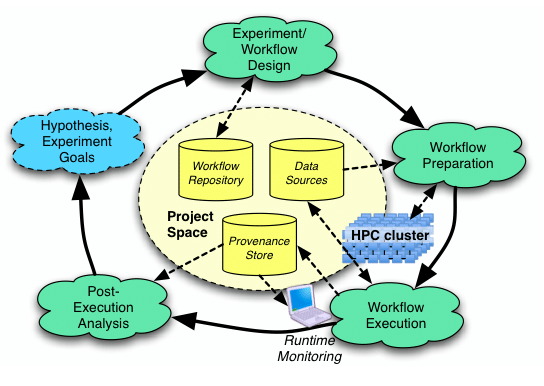 Experiment/
Workflow
Design
Hypothesis,
Experiment
Goals
Workflow
Preparation
Workflow
Repository
Data
Sources
Project
Space
Provenance
Store
HPC cluster
Post-
Execution
Analysis
Workflow
Execution
Runtime
Monitoring